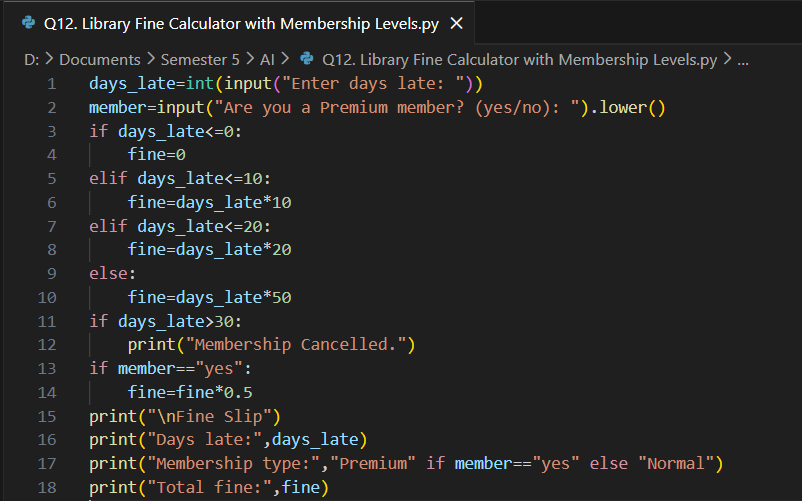 Q12. Library Fine Calculator with Membership Levels.py ✕
D: > Documents > Semester 5 > AI > Q12. Library Fine Calculator with Membership Levels.py > ...
1 days_late=int(input("Enter days late: "))
2 member=input("Are you a Premium member? (yes/no): ").lower()
3 if days_late<=0:
4     fine=0
5 elif days_late<=10:
6     fine=days_late*10
7 elif days_late<=20:
8     fine=days_late*20
9 else:
10     fine=days_late*50
11 if days_late>30:
12     print("Membership Cancelled.")
13 if member=="yes":
14     fine=fine*0.5
15 print("\nFine Slip")
16 print("Days late:",days_late)
17 print("Membership type:","Premium" if member=="yes" else "Normal")
18 print("Total fine:",fine)